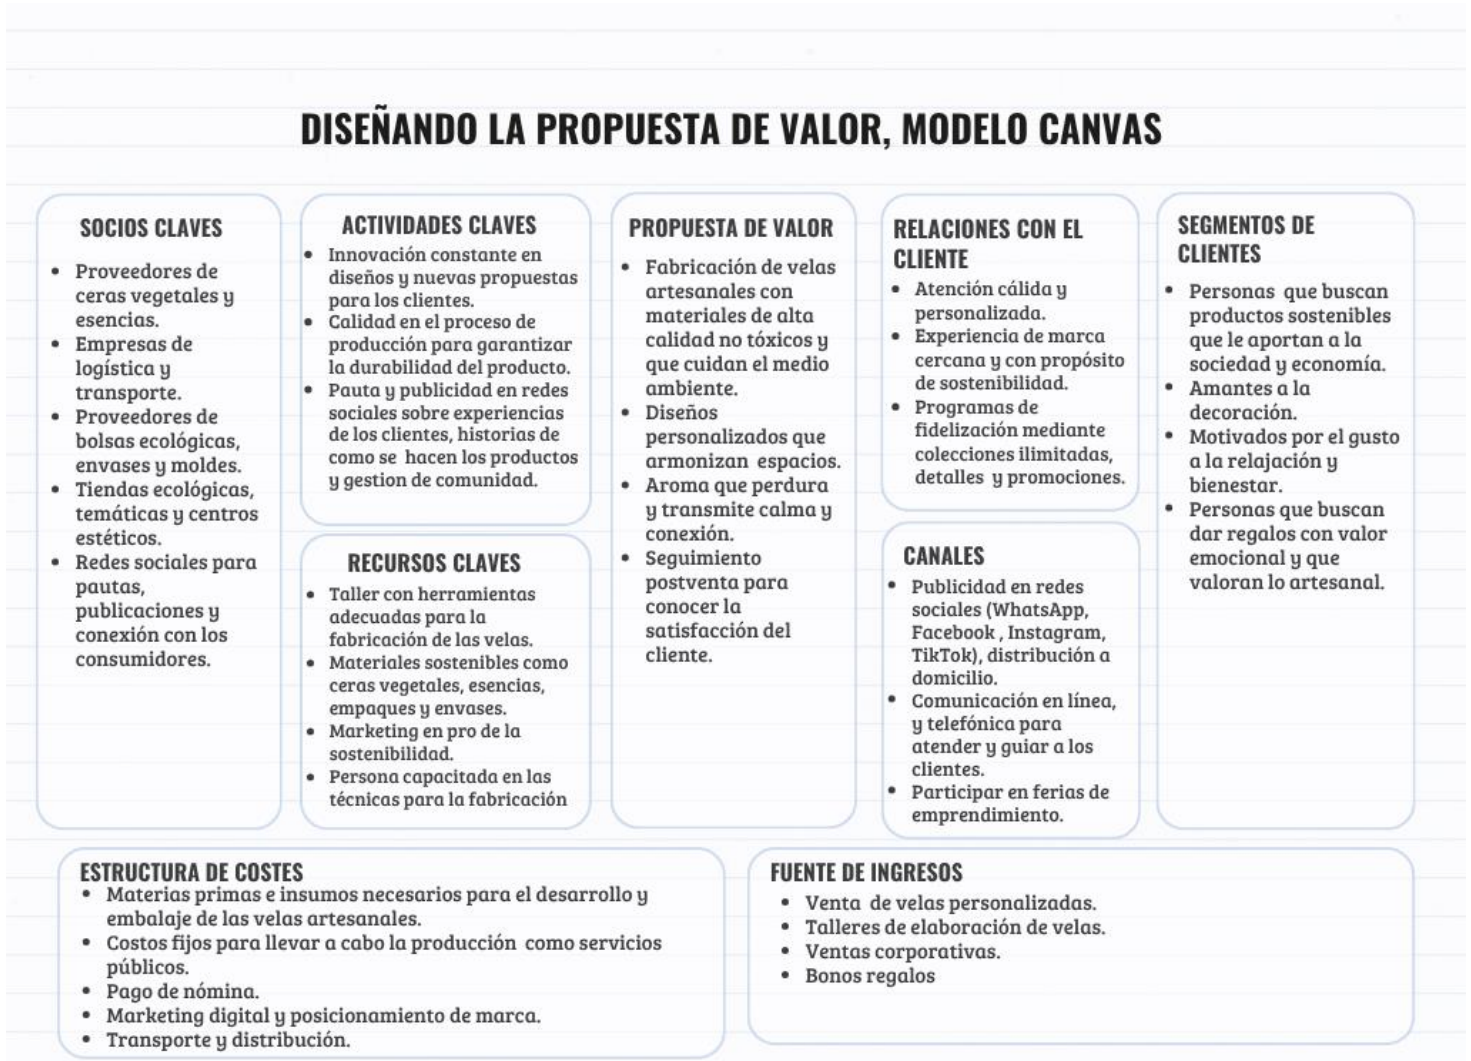 DISEÑANDO LA PROPUESTA DE VALOR, MODELO CANVAS
SOCIOS CLAVES
• Proveedores de
ceras vegetales y
esencias.
• Empresas de
logística y
transporte.
• Proveedores de
bolsas ecológicas,
envases y moldes.
• Tiendas ecológicas,
temáticas y centros
estéticos.
• Redes sociales para
pautas,
publicaciones y
conexión con los
consumidores.
ACTIVIDADES CLAVES
• Innovación constante en
diseños y nuevas propuestas
para los clientes.
• Calidad en el proceso de
producción para garantizar
la durabilidad del producto.
• Pauta y publicidad en redes
sociales sobre experiencias
de los clientes, historias de
como se hacen los productos
y gestion de comunidad.
RECURSOS CLAVES
• Taller con herramientas
adecuadas para la
fabricación de las velas.
• Materiales sostenibles como
ceras vegetales, esencias,
empaques y envases.
• Marketing en pro de la
sostenibilidad.
• Persona capacitada en las
técnicas para la fabricación
PROPUESTA DE VALOR
• Fabricación de velas
artesanales con
materiales de alta
calidad no tóxicos y
que cuidan el medio
ambiente.
• Diseños
personalizados que
armonizan espacios.
• Aroma que perdura
y transmite calma y
conexión.
• Seguimiento
postventa para
conocer la
satisfacción del
cliente.
RELACIONES CON EL
CLIENTE
• Atención cálida y
personalizada.
• Experiencia de marca
cercana y con propósito
de sostenibilidad.
• Programas de
fidelización mediante
colecciones ilimitadas,
detalles y promociones.
CANALES
• Publicidad en redes
sociales (WhatsApp,
Facebook , Instagram,
TikTok), distribución a
domicilio.
• Comunicación en línea,
y telefónica para
atender y guiar a los
clientes.
• Participar en ferias de
emprendimiento.
SEGMENTOS DE
CLIENTES
• Personas que buscan
productos sostenibles
que le aportan a la
sociedad y economía.
• Amantes a la
decoración.
• Motivados por el gusto
a la relajación y
bienestar.
• Personas que buscan
dar regalos con valor
emocional y que
valoran lo artesanal.
ESTRUCTURA DE COSTES
• Materias primas e insumos necesarios para el desarrollo y
embalaje de las velas artesanales.
• Costos fijos para llevar a cabo la producción como servicios
públicos.
• Pago de nómina.
• Marketing digital y posicionamiento de marca.
• Transporte y distribución.
FUENTE DE INGRESOS
• Venta de velas personalizadas.
• Talleres de elaboración de velas.
• Ventas corporativas.
• Bonos regalos